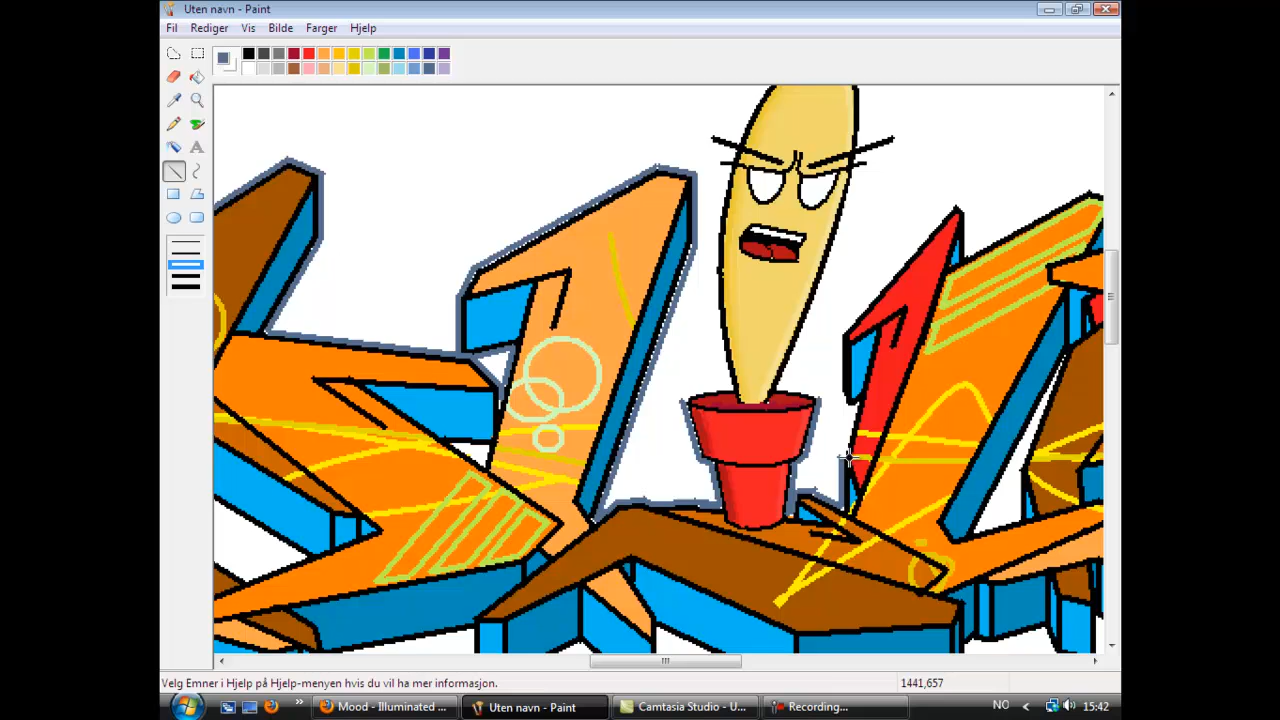 Uten navn - Paint
Fil Rediger Vis Bilde Farger Hjelp
A
Velg Emner i Hjelp på Hjelp-menyen hvis du vil ha mer informasjon.
1441,657
» Mood - Illuminated ... Uten navn - Paint Camtasia Studio - U... Recording... NO 15:42